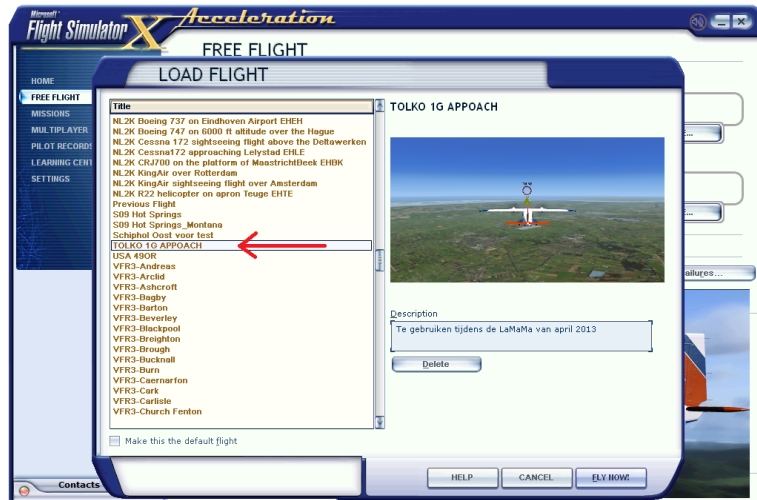 Microsoft
Flight Simulator X
Acceleration
FREE FLIGHT
LOAD FLIGHT
HOME
FREE FLIGHT
MISSIONS
MULTIPLAYER
PILOT RECORDS
LEARNING CENT
SETTINGS
Title
NL2K Boeing 737 on Eindhoven Airport EHEH
NL2K Boeing 747 on 6000 ft altitude over the Hague
NL2K Cessna 172 sightseeing flight above the Deltawerken
NL2K Cessna172 approaching Lelystad EHLE
NL2K CRJ700 on the platform of MaastrichtBeek EHBK
NL2K KingAir over Rotterdam
NL2K KingAir sightseeing flight over Amsterdam
NL2K R22 helicopter on apron Teuge EHTE
Previous Flight
S09 Hot Springs
S09 Hot Springs_Montana
Schiphol Oost voor test
TOLKO 1G APPOACH
USA 49OR
VFR3-Andreas
VFR3-Arclid
VFR3-Ashcroft
VFR3-Bagby
VFR3-Barton
VFR3-Beverley
VFR3-Blackpool
VFR3-Breighton
VFR3-Brough
VFR3-Bucknall
VFR3-Burn
VFR3-Caernarfon
VFR3-Cark
VFR3-Carlisle
VFR3-Church Fenton
Make this the default flight
TOLKO 1G APPOACH
Description
Te gebruiken tijdens de LaMaMa van april 2013
Delete
ailures...
HELP
CANCEL
FLY NOW!
Contacts